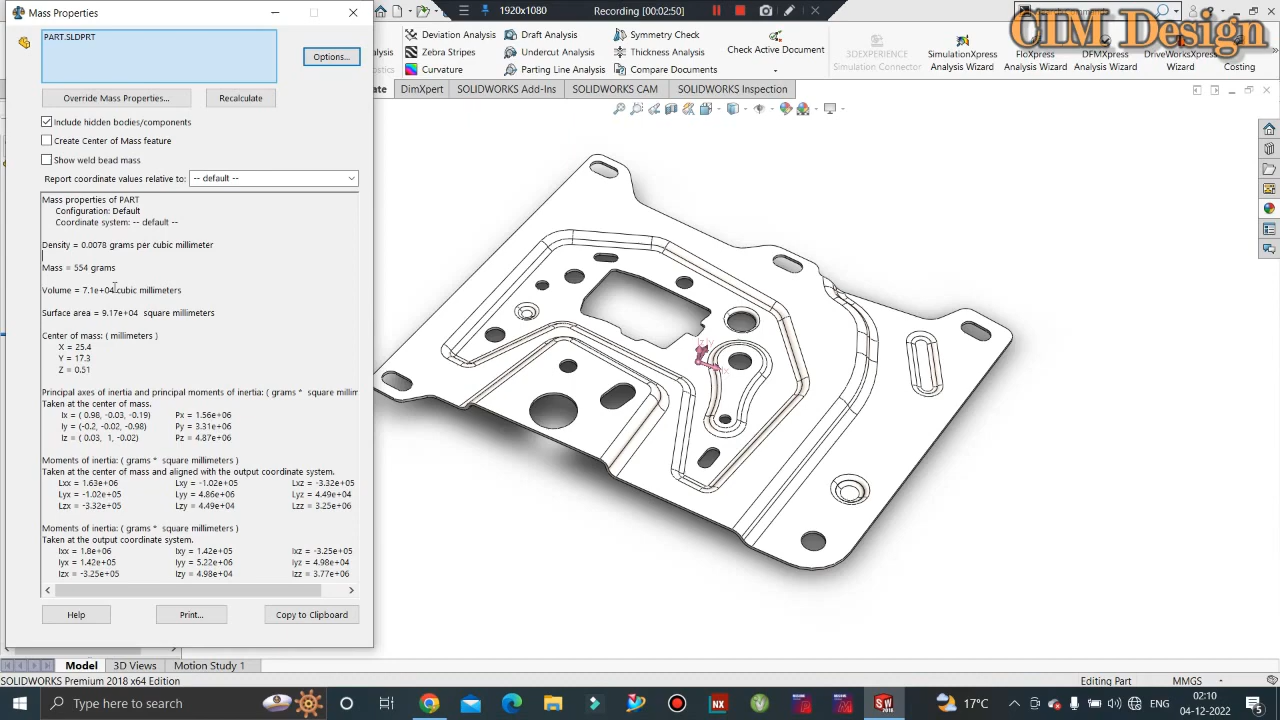 Mass Properties
1920x1080
Recording [00:02:50]
CIM Design
PART.SLDPRT
Options...
Override Mass Properties...
Recalculate
Include hidden bodies/components
Create Center of Mass feature
Show weld bead mass
Report coordinate values relative to:
-- default --
Mass properties of PART
Configuration: Default
Coordinate system: -- default --
Density = 0.0078 grams per cubic millimeter
Mass = 554 grams
Volume = 7.1e+04 cubic millimeters
Surface area = 9.17e+04 square millimeters
Center of mass: ( millimeters )
X = 25.4
Y = 17.3
Z = 0.51
Principal axes of inertia and principal moments of inertia: ( grams * square millim
Taken at the center of mass.
Ix = ( 0.98, -0.03, -0.19) Px = 1.56e+06
Iy = (-0.2, -0.02, -0.98) Py = 3.31e+06
Iz = ( 0.03, 1, -0.02) Pz = 4.87e+06
Moments of inertia: ( grams * square millimeters )
Taken at the center of mass and aligned with the output coordinate system.
Lxx = 1.63e+06 Lxy = -1.02e+05 Lxz = -3.32e+05
Lyx = -1.02e+05 Lyy = 4.86e+06 Lyz = 4.49e+04
Lzx = -3.32e+05 Lzy = 4.49e+04 Lzz = 3.25e+06
Moments of inertia: ( grams * square millimeters )
Taken at the output coordinate system.
Ixx = 1.8e+06 Ixy = 1.42e+05 Ixz = -3.25e+05
Iyx = 1.42e+05 Iyy = 5.22e+06 Iyz = 4.98e+04
Izx = -3.25e+05 Izy = 4.98e+04 Izz = 3.77e+06
Help
Print...
Copy to Clipboard
alysis
Deviation Analysis
Draft Analysis
Symmetry Check
Zebra Stripes
Undercut Analysis
Thickness Analysis
Curvature
Parting Line Analysis
Compare Documents
Check Active Document
3DEXPERIENCE
Simulation Connector
SimulationXpress
Analysis Wizard
FloXpress
Analysis Wizard
DFMXpress
Analysis Wizard
DriveWorksXpress
Wizard
Costing
ate
DimXpert
SOLIDWORKS Add-Ins
SOLIDWORKS CAM
SOLIDWORKS Inspection
Model
3D Views
Motion Study 1
SOLIDWORKS Premium 2018 x64 Edition
Editing Part
MMGS
Type here to search
NX
SW
2018
17°C
ENG
02:10
04-12-2022
5